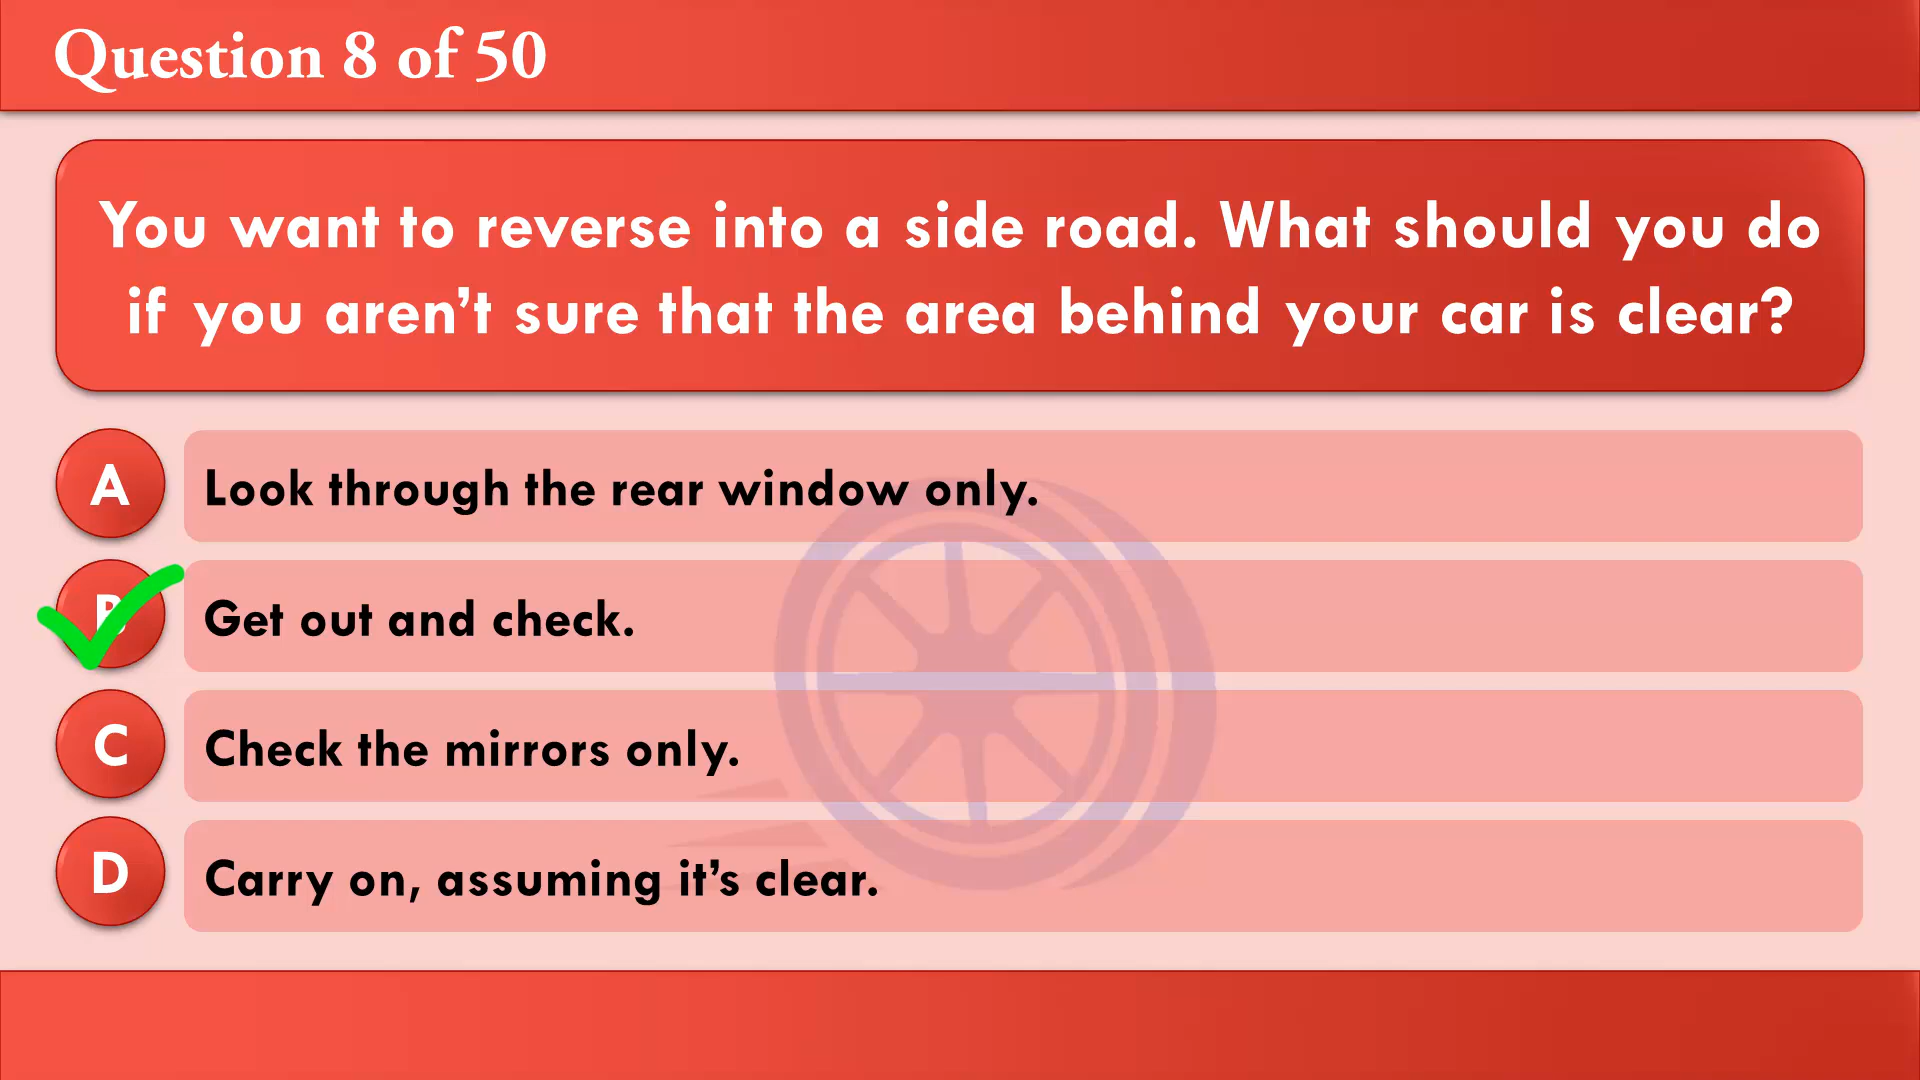 Question 8 of 50
You want to reverse into a side road. What should you do
if you aren’t sure that the area behind your car is clear?
A
Look through the rear window only.
B
Get out and check.
C
Check the mirrors only.
D
Carry on, assuming it’s clear.